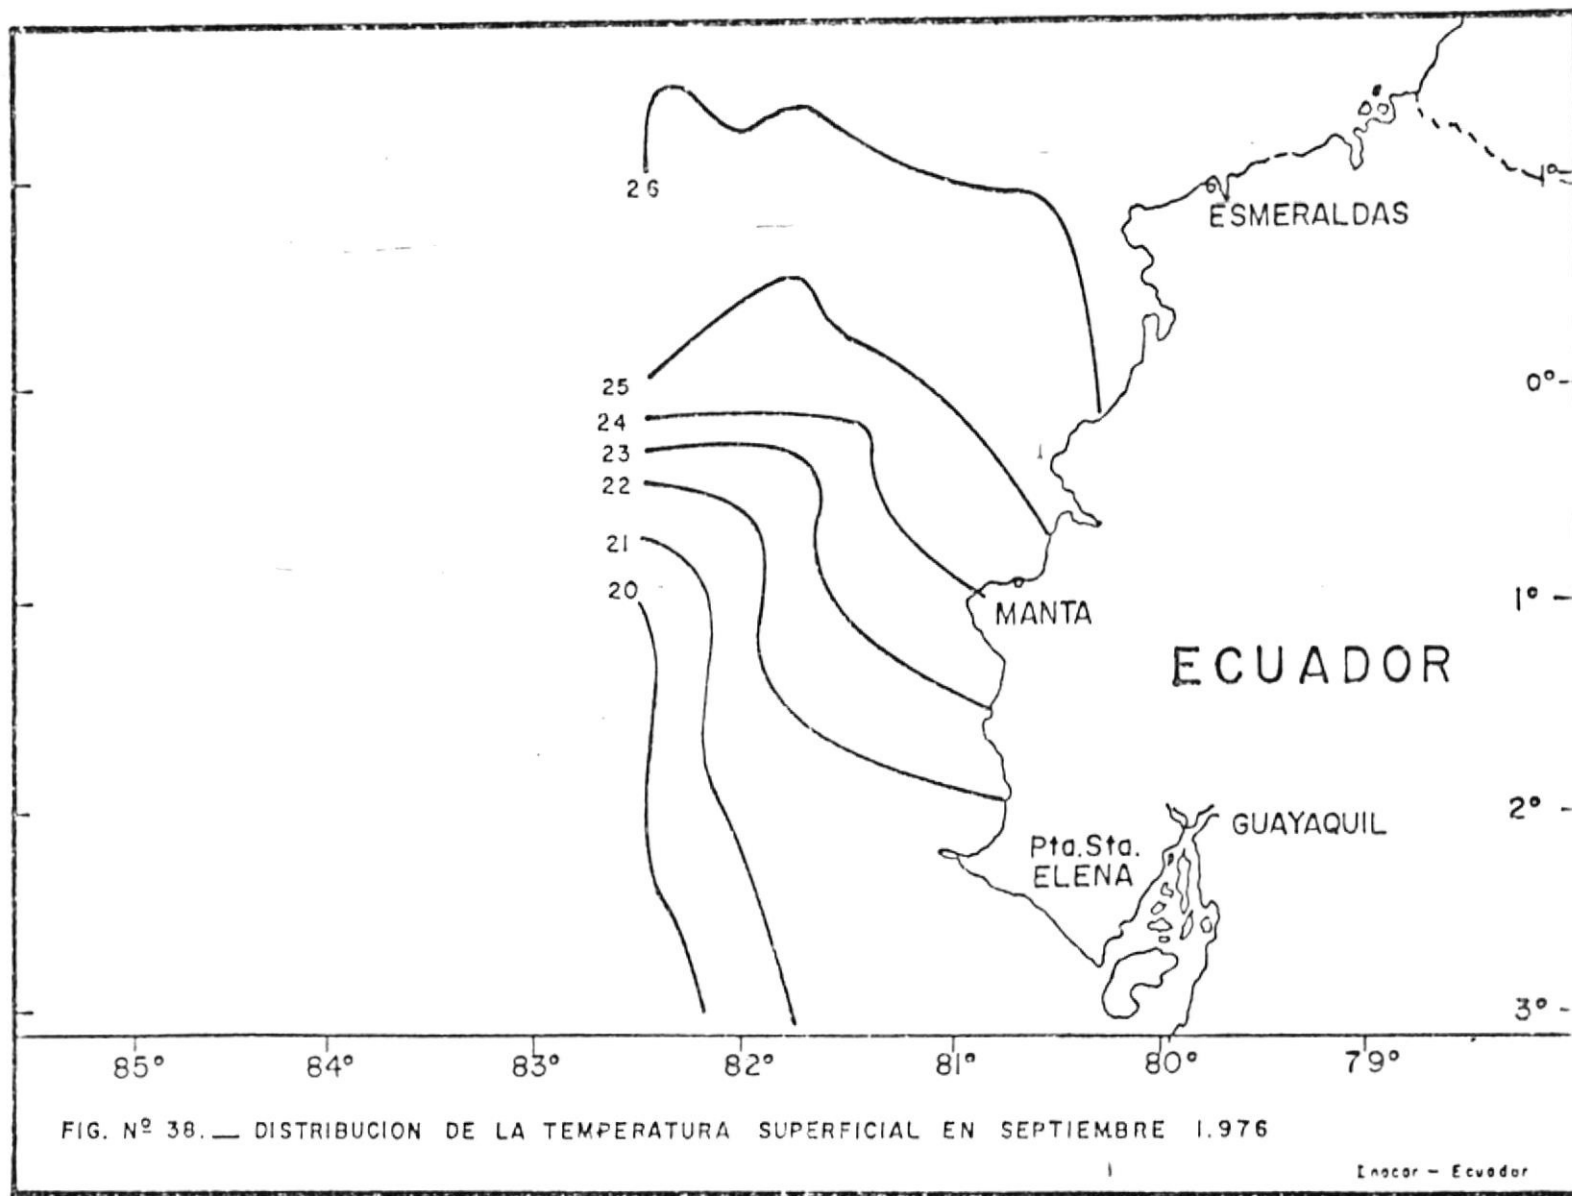 26
1°
ESMERALDAS
25
0°
24
23
22
21
20
1°
MANTA
ECUADOR
2°
GUAYAQUIL
Pta.Sta.
ELENA
3°
85° 84° 83° 82° 81° 80° 79°
FIG. Nº 38.— DISTRIBUCION DE LA TEMPERATURA SUPERFICIAL EN SEPTIEMBRE 1.976
Inocar - Ecuador